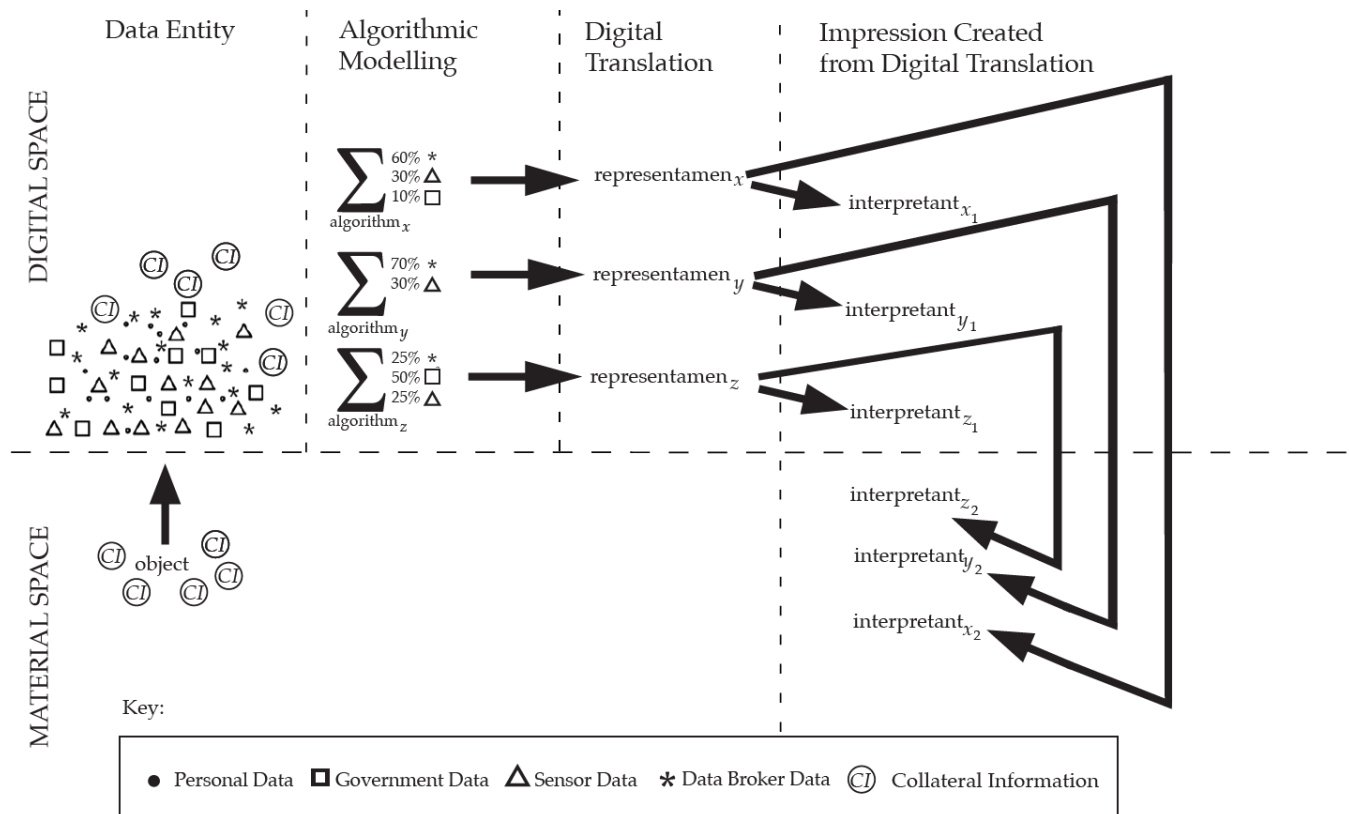 Data Entity
Algorithmic
Modelling
Digital
Translation
Impression Created
from Digital Translation
DIGITAL SPACE
CI
CI
CI
CI
CI
CI
∑ 60% *
30% △
10% □
algorithm x
representamen x
interpretant x1
∑ 70% *
30% △
algorithm y
representamen y
interpretant y1
∑ 25% *
50% □
25% △
algorithm z
representamen z
interpretant z1
MATERIAL SPACE
CI
CI
object
CI
CI
CI
interpretant z2
interpretant y2
interpretant x2
Key:
• Personal Data □ Government Data △ Sensor Data * Data Broker Data CI Collateral Information